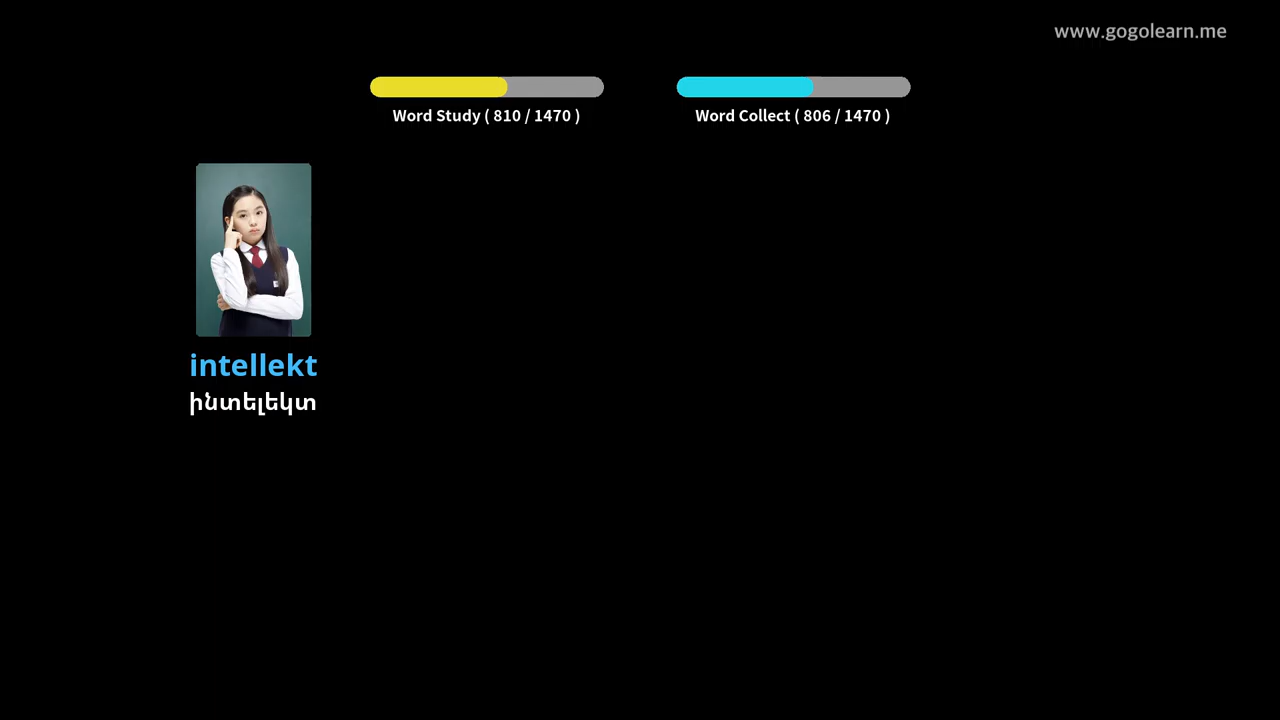 www.gogolearn.me
Word Study ( 810 / 1470 )
Word Collect ( 806 / 1470 )
intellekt
ինտելեկտ